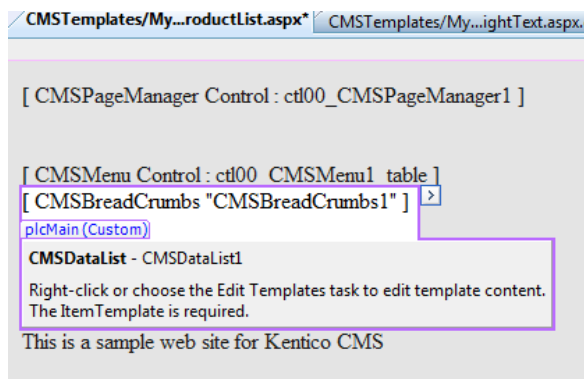 CMSTemplates/My...roductList.aspx* CMSTemplates/My...ightText.aspx.
[ CMSPageManager Control : ctl00_CMSPageManager1 ]
[ CMSMenu Control : ctl00_CMSMenu1_table ]
[ CMSBreadCrumbs "CMSBreadCrumbs1" ] >
plcMain (Custom)
CMSDataList - CMSDataList1
Right-click or choose the Edit Templates task to edit template content.
The ItemTemplate is required.
This is a sample web site for Kentico CMS